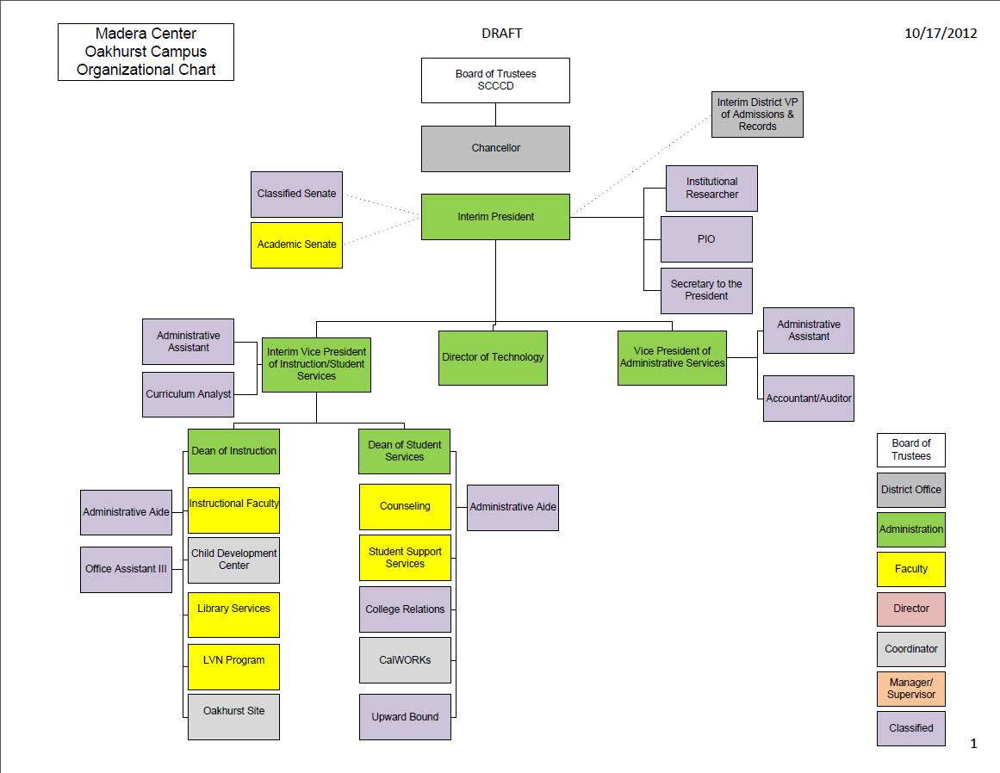 Madera Center
Oakhurst Campus
Organizational Chart
DRAFT
10/17/2012
Board of Trustees
SCCCD
Interim District VP
of Admissions &
Records
Chancellor
Classified Senate
Institutional
Researcher
Interim President
Academic Senate
PIO
Secretary to the
President
Administrative
Assistant
Curriculum Analyst
Interim Vice President
of Instruction/Student
Services
Director of Technology
Vice President of
Administrative Services
Administrative
Assistant
Accountant/Auditor
Dean of Instruction
Dean of Student
Services
Administrative Aide
Office Assistant III
Instructional Faculty
Child Development
Center
Library Services
LVN Program
Oakhurst Site
Counseling
Student Support
Services
College Relations
CalWORKs
Upward Bound
Administrative Aide
Board of
Trustees
District Office
Administration
Faculty
Director
Coordinator
Manager/
Supervisor
Classified
1